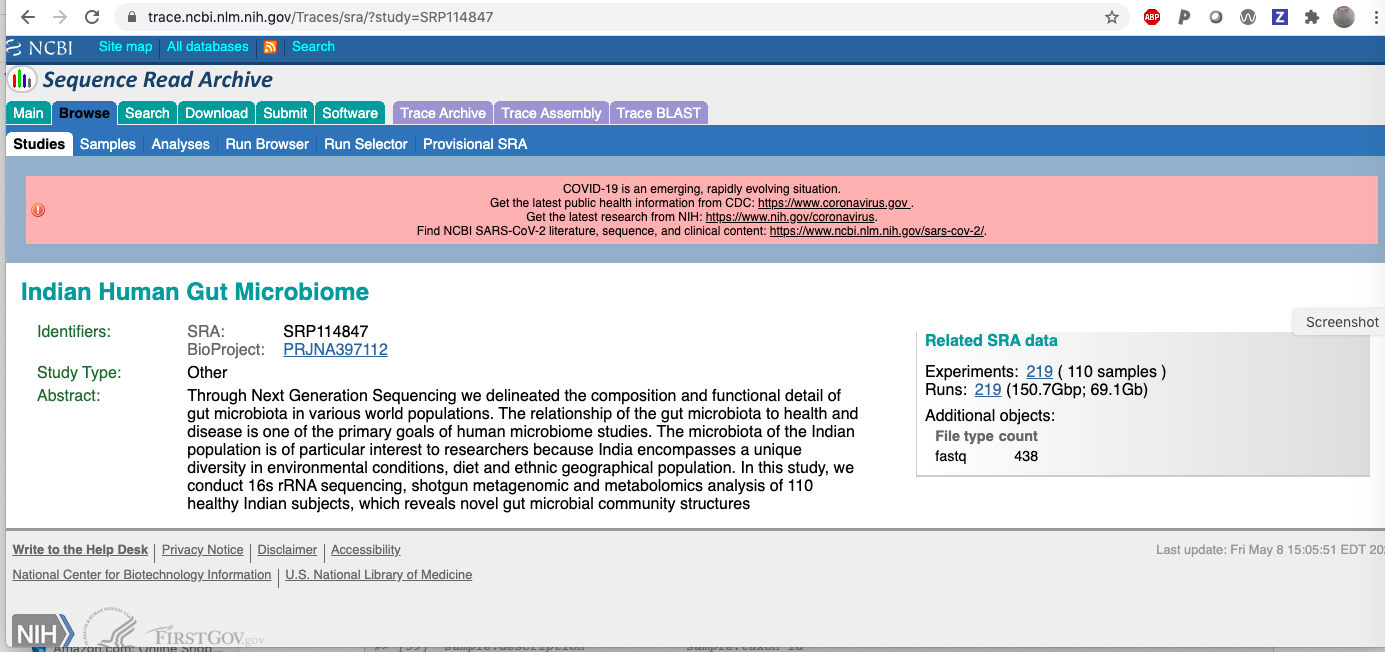 trace.ncbi.nlm.nih.gov/Traces/sra/?study=SRP114847
ABP
P
W
Z
NCBI Site map All databases Search
Sequence Read Archive
Main Browse Search Download Submit Software Trace Archive Trace Assembly Trace BLAST
Studies Samples Analyses Run Browser Run Selector Provisional SRA
COVID-19 is an emerging, rapidly evolving situation.
Get the latest public health information from CDC: https://www.coronavirus.gov .
Get the latest research from NIH: https://www.nih.gov/coronavirus.
Find NCBI SARS-CoV-2 literature, sequence, and clinical content: https://www.ncbi.nlm.nih.gov/sars-cov-2/.
Indian Human Gut Microbiome
Screenshot
Identifiers: SRA: SRP114847
BioProject: PRJNA397112
Study Type: Other
Abstract: Through Next Generation Sequencing we delineated the composition and functional detail of
gut microbiota in various world populations. The relationship of the gut microbiota to health and
disease is one of the primary goals of human microbiome studies. The microbiota of the Indian
population is of particular interest to researchers because India encompasses a unique
diversity in environmental conditions, diet and ethnic geographical population. In this study, we
conduct 16s rRNA sequencing, shotgun metagenomic and metabolomics analysis of 110
healthy Indian subjects, which reveals novel gut microbial community structures
Related SRA data
Experiments: 219 ( 110 samples )
Runs: 219 (150.7Gbp; 69.1Gb)
Additional objects:
File type count
fastq 438
Write to the Help Desk Privacy Notice Disclaimer Accessibility
Last update: Fri May 8 15:05:51 EDT 20
National Center for Biotechnology Information U.S. National Library of Medicine
NIH FIRSTGOV.gov
Amazon.com: Online Shop...